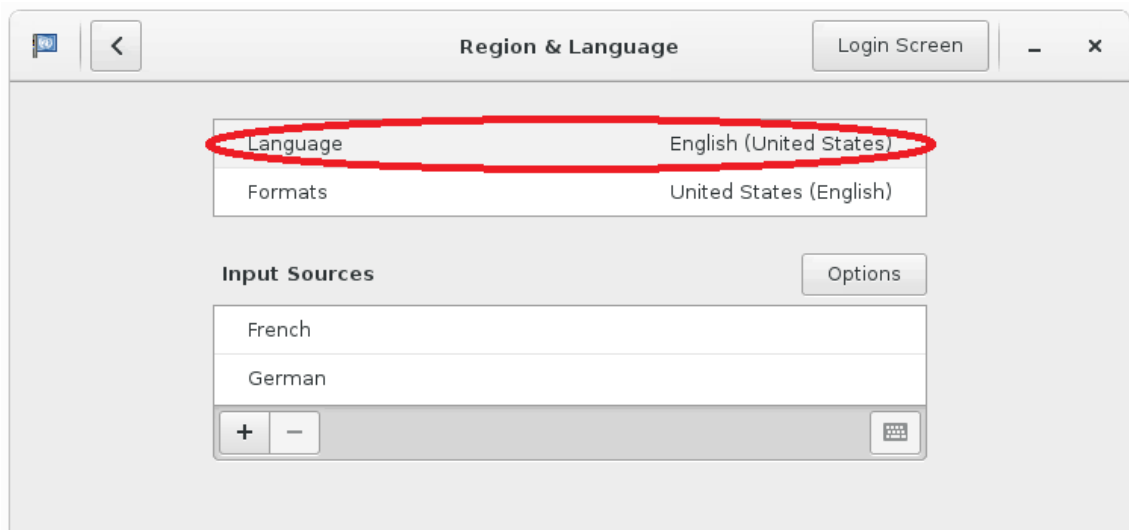 Region & Language
Login Screen
Language English (United States)
Formats United States (English)
Input Sources
Options
French
German